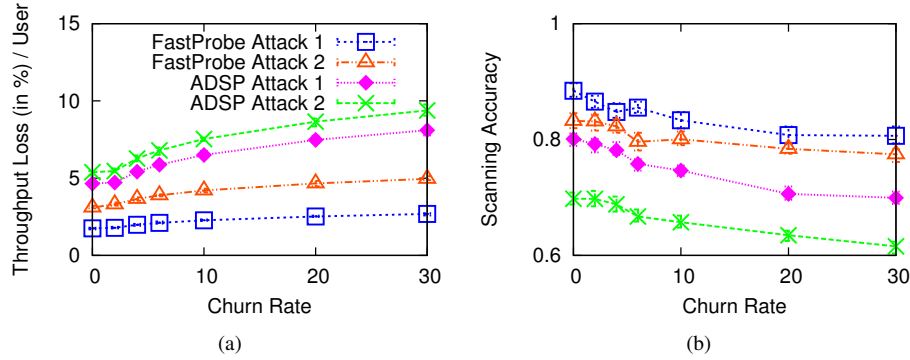 Throughput Loss (in %) / User
15
10
5
0
FastProbe Attack 1
FastProbe Attack 2
ADSP Attack 1
ADSP Attack 2
0 10 20 30
Churn Rate
(a)
Scanning Accuracy
1
0.8
0.6
0 10 20 30
Churn Rate
(b)